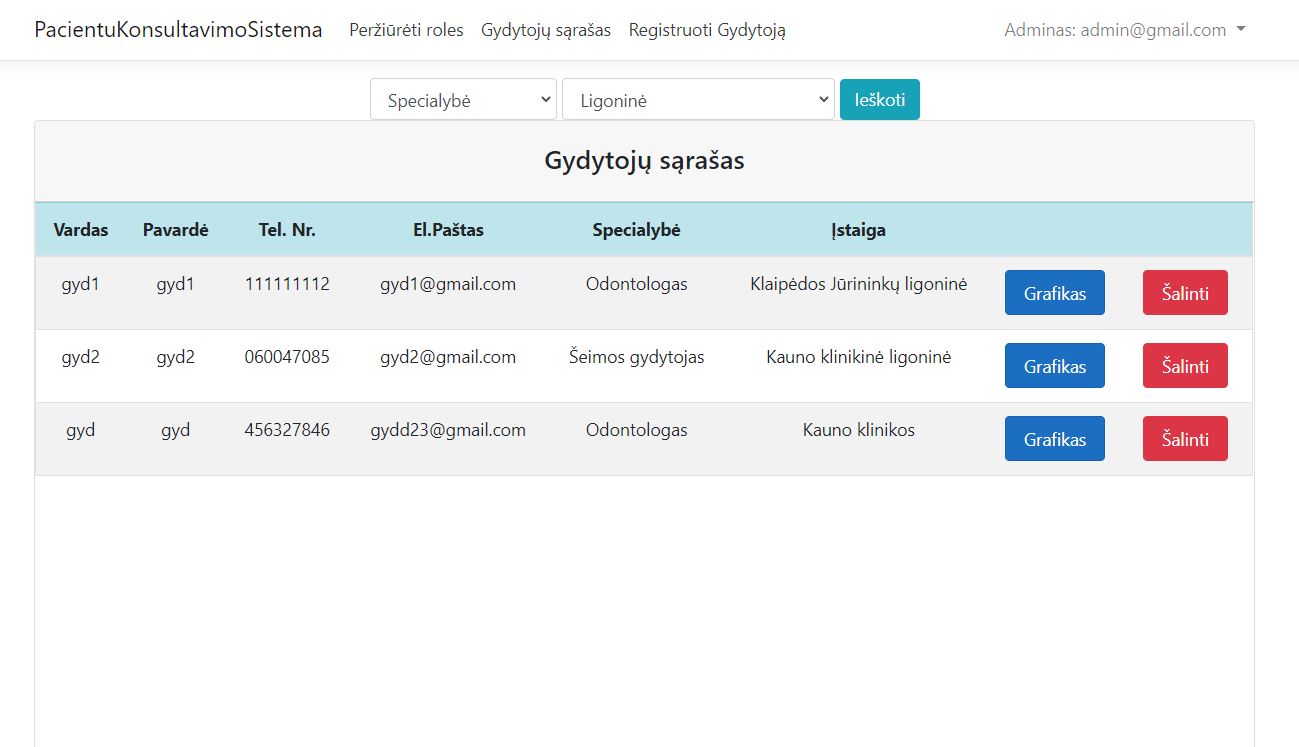 PacientuKonsultavimoSistema Peržiūrėti roles Gydytojų sąrašas Registruoti Gydytoją Adminas: admin@gmail.com
Specialybė Ligoninė Ieškoti
Gydytojų sąrašas
Vardas Pavardė Tel. Nr. El.Paštas Specialybė Įstaiga
gyd1 gyd1 111111112 gyd1@gmail.com Odontologas Klaipėdos Jūrininkų ligoninė Grafikas Šalinti
gyd2 gyd2 060047085 gyd2@gmail.com Šeimos gydytojas Kauno klinikinė ligoninė Grafikas Šalinti
gyd gyd 456327846 gydd23@gmail.com Odontologas Kauno klinikos Grafikas Šalinti